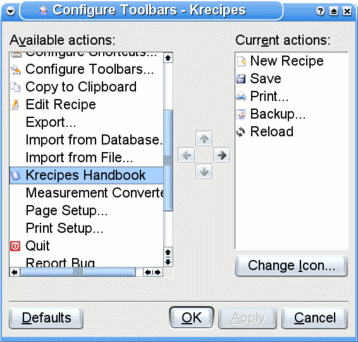 Configure Toolbars - Krecipes
Available actions:
Configure Shortcuts...
Configure Toolbars...
Copy to Clipboard
Edit Recipe
Export...
Import from Database.
Import from File...
Krecipes Handbook
Measurement Converte
Page Setup...
Print Setup...
Quit
Report Bug
Current actions:
New Recipe
Save
Print...
Backup...
Reload
Change Icon...
Defaults
OK
Apply
Cancel